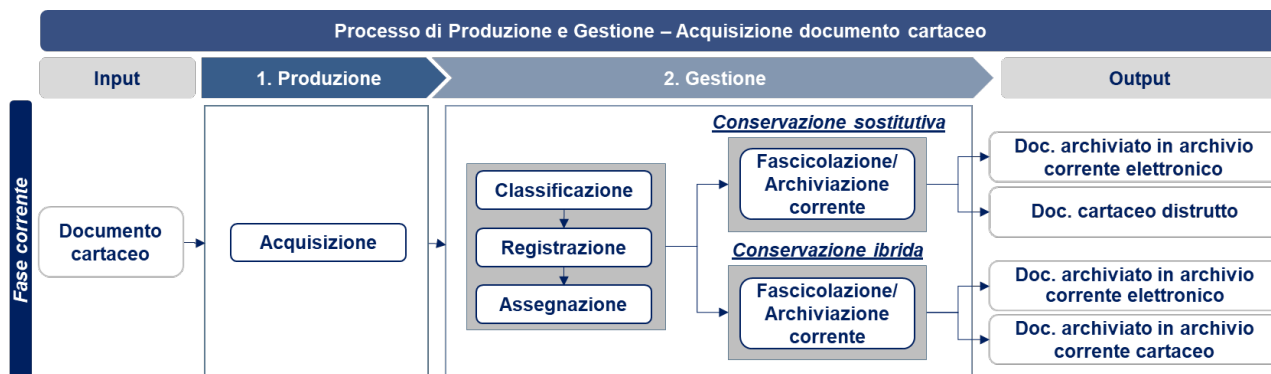 Processo di Produzione e Gestione – Acquisizione documento cartaceo
Input
1. Produzione
2. Gestione
Output
Fase corrente
Documento
cartaceo
Acquisizione
Classificazione
Registrazione
Assegnazione
Conservazione sostitutiva
Fascicolazione/
Archiviazione
corrente
Conservazione ibrida
Fascicolazione/
Archiviazione
corrente
Doc. archiviato in archivio
corrente elettronico
Doc. cartaceo distrutto
Doc. archiviato in archivio
corrente elettronico
Doc. archiviato in archivio
corrente cartaceo